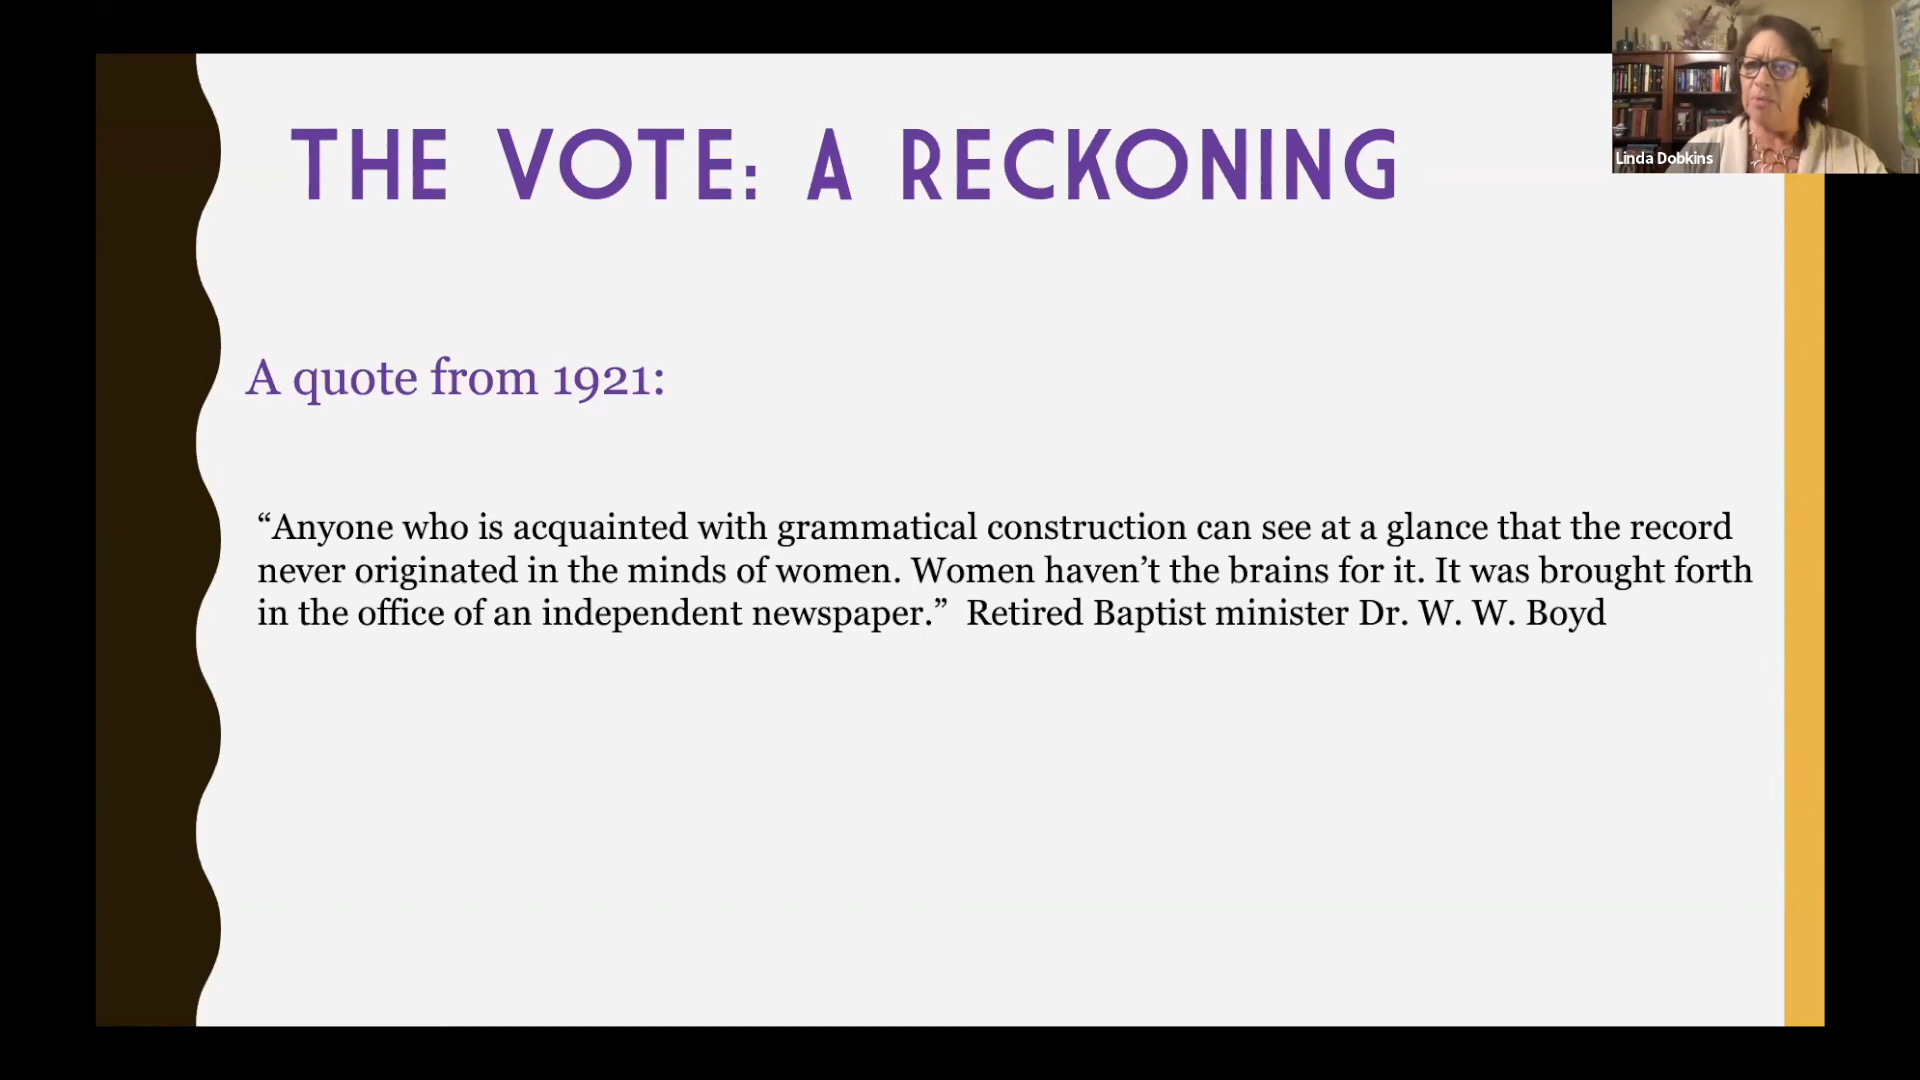 THE VOTE: A RECKONING
Linda Dobkins
A quote from 1921:
“Anyone who is acquainted with grammatical construction can see at a glance that the record
never originated in the minds of women. Women haven’t the brains for it. It was brought forth
in the office of an independent newspaper.” Retired Baptist minister Dr. W. W. Boyd